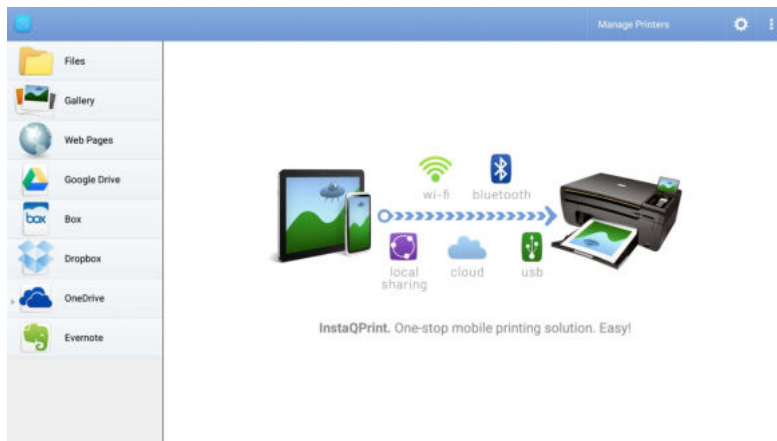 Manage Printers
Files
Gallery
Web Pages
Google Drive
box
Box
Dropbox
OneDrive
Evernote
wi-fi
bluetooth
local sharing
cloud
usb
InstaQPrint. One-stop mobile printing solution. Easy!